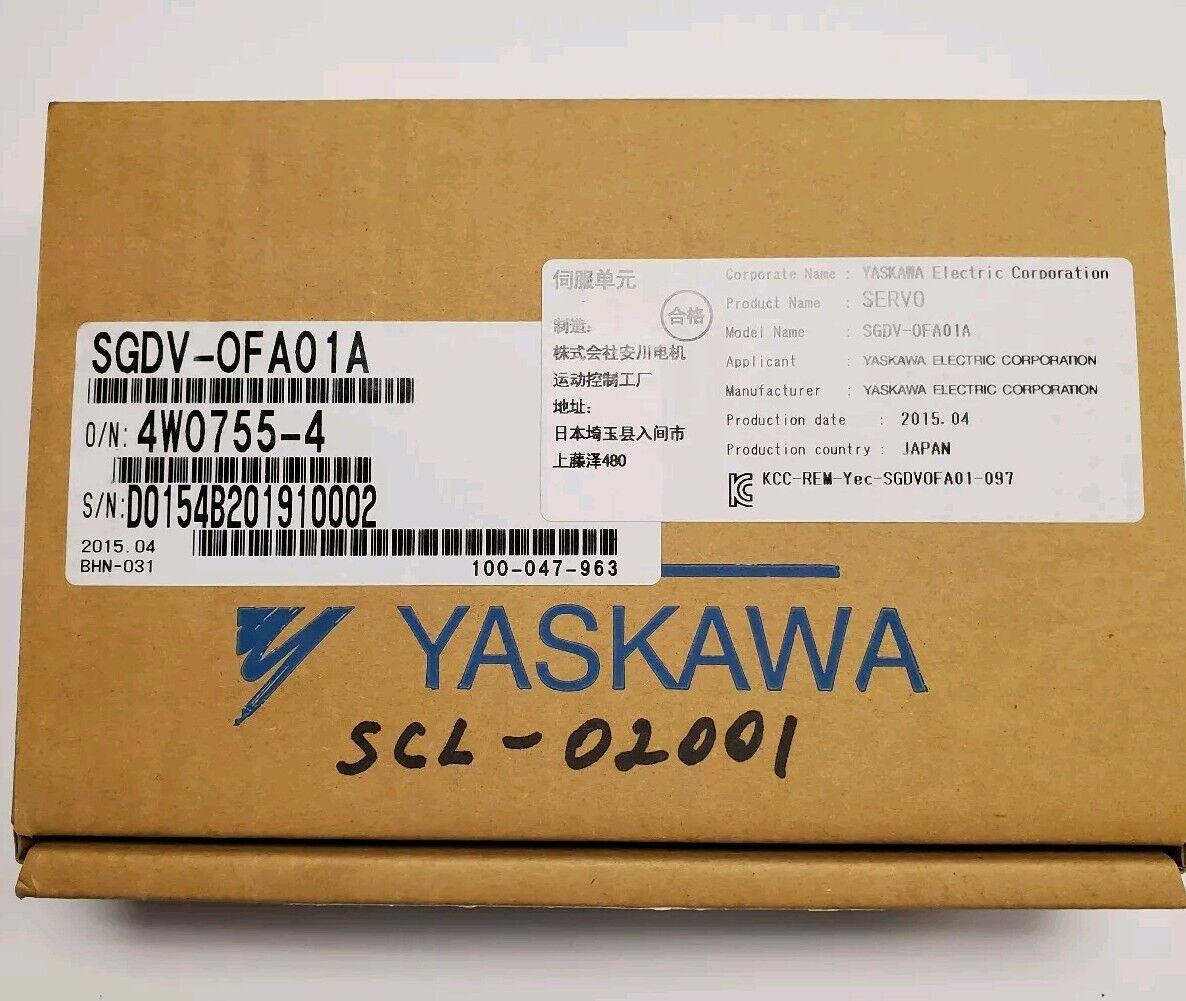 SGDV-0FA01A
O/N: 4W0755-4
S/N: D0154B201910002
2015.04
BHN-031
100-047-963
伺服单元
合格
制造:
株式会社安川电机
运动控制工厂
地址:
日本埼玉县入间市
上藤泽480
Corporate Name : YASKAWA Electric Corporation
Product Name : SERVO
Model Name : SGDV-0FA01A
Applicant : YASKAWA ELECTRIC CORPORATION
Manufacturer : YASKAWA ELECTRIC CORPORATION
Production date : 2015.04
Production country : JAPAN
KCC-REM-Yec-SGDV0FA01-097
YASKAWA
SCL-02001